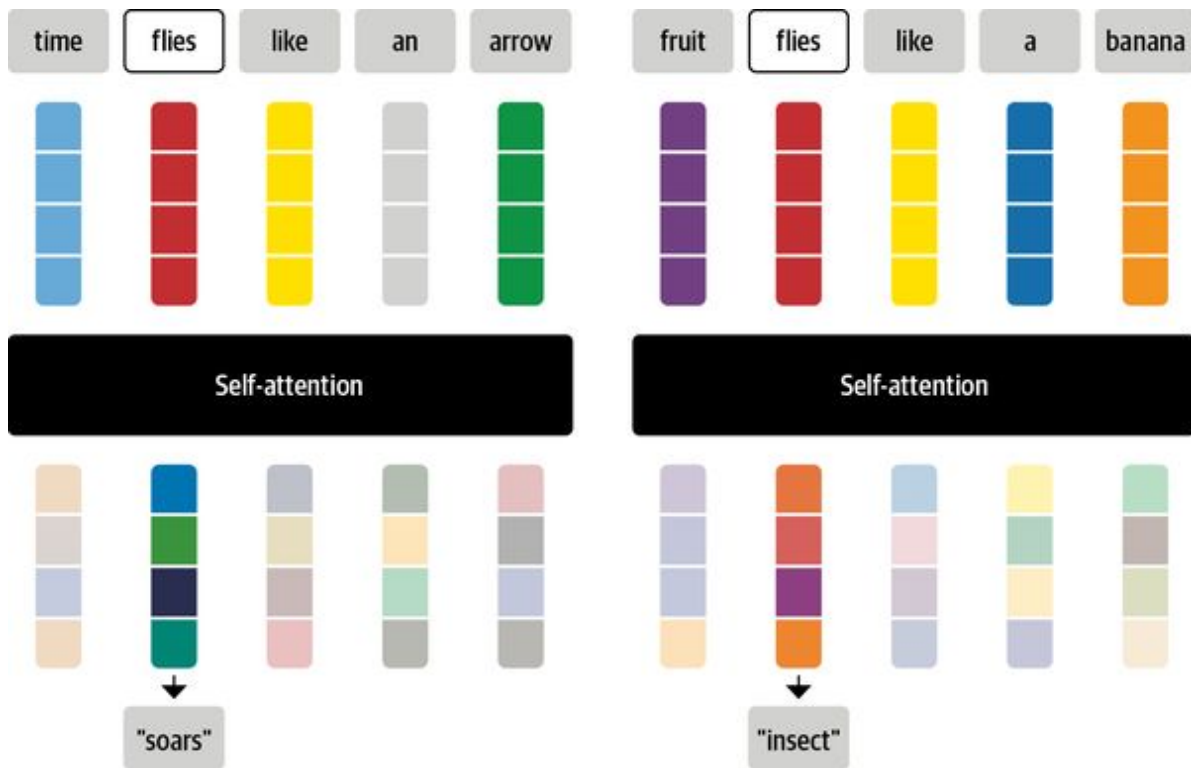 time flies like an arrow
fruit flies like a banana
Self-attention
Self-attention
"soars"
"insect"